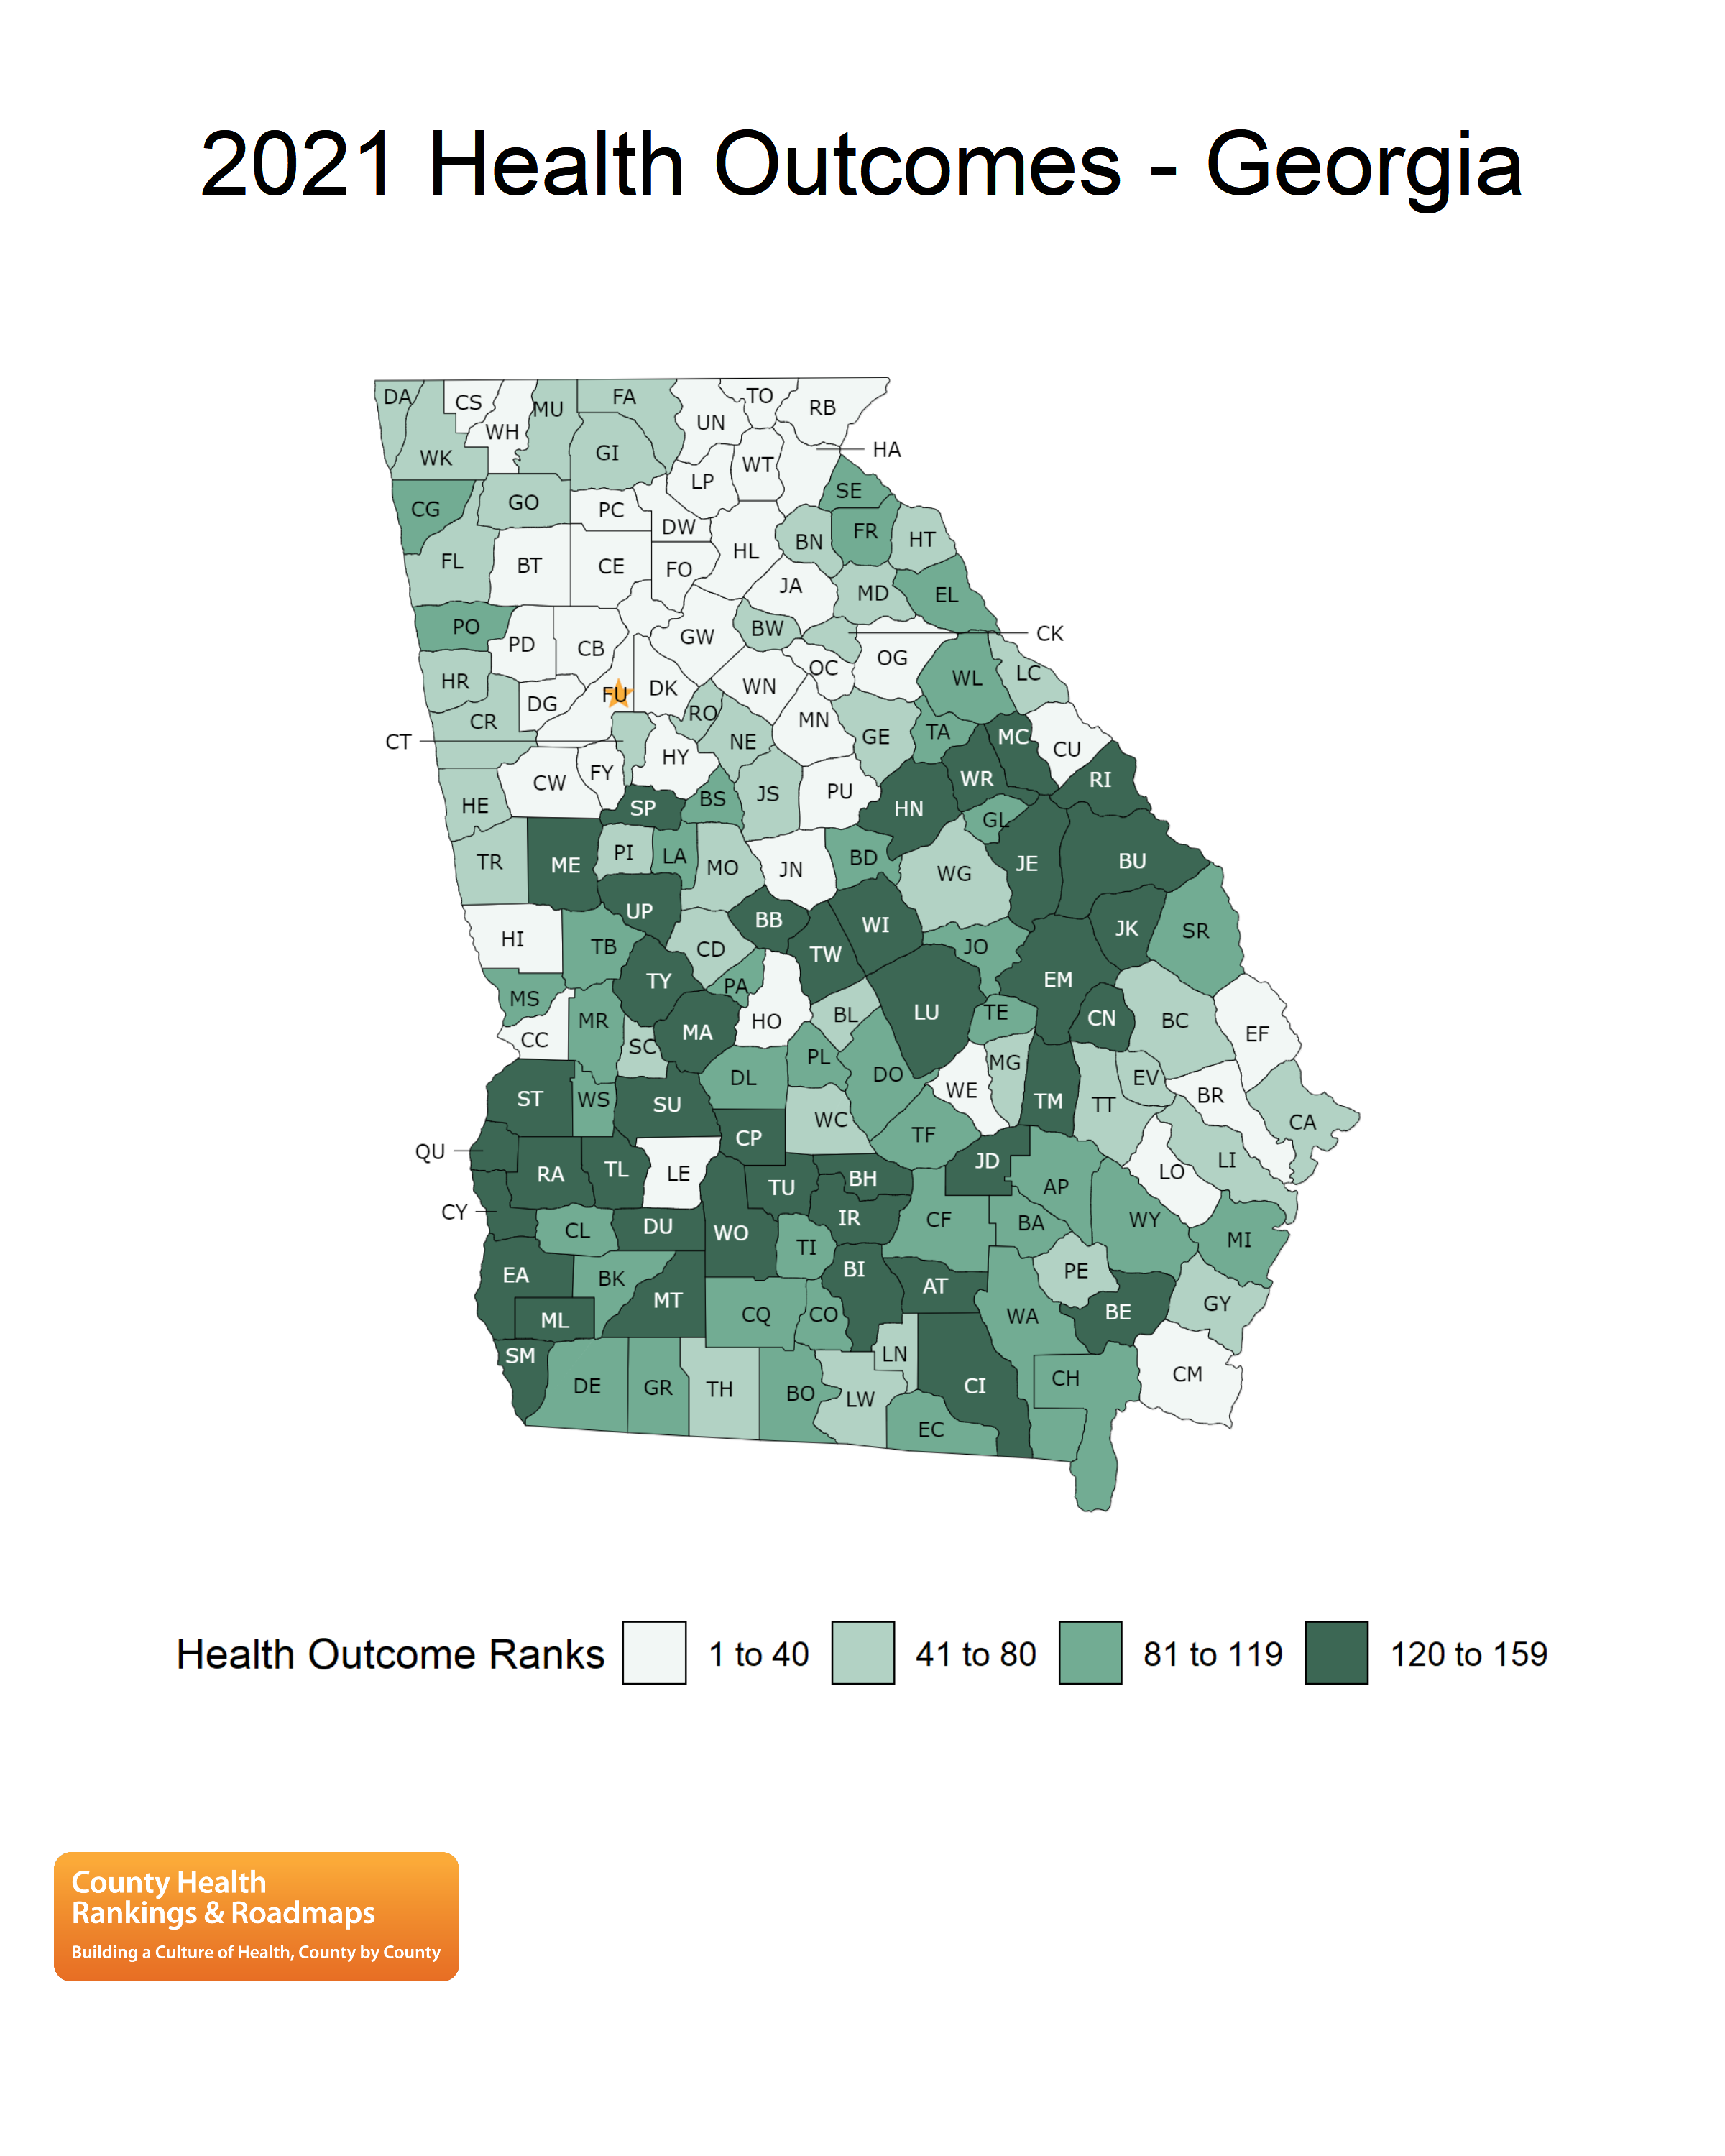 2021 Health Outcomes - Georgia
DA CS WH MU FA UN TO RB
WK GI LP WT HA
CG GO PC DW SE
FL BT CE FO HL BN FR HT
JA MD EL
PO PD CB GW BW CK
HR DG FU DK WN OC OG WL LC
CT CR RO NE MN GE TA MC CU
HE CW FY HY JS PU WR RI
SP BS HN GL
TR ME PI LA MO JN BD WG JE BU
HI UP BB WI JK SR
TB CD TW JO
MS TY PA EM
CC MR SC MA HO BL LU TE CN BC EF
ST WS SU DL PL DO WE MG TM TT EV BR CA
QU CP WC TF
RA TL LE TU BH JD AP LO LI
CY CL DU WO TI IR CF BA WY MI
EA BK MT BI AT PE
ML CQ CO WA BE GY
SM DE GR TH BO LW LN CI CH CM
EC
Health Outcome Ranks 1 to 40 41 to 80 81 to 119 120 to 159
County Health
Rankings & Roadmaps
Building a Culture of Health, County by County